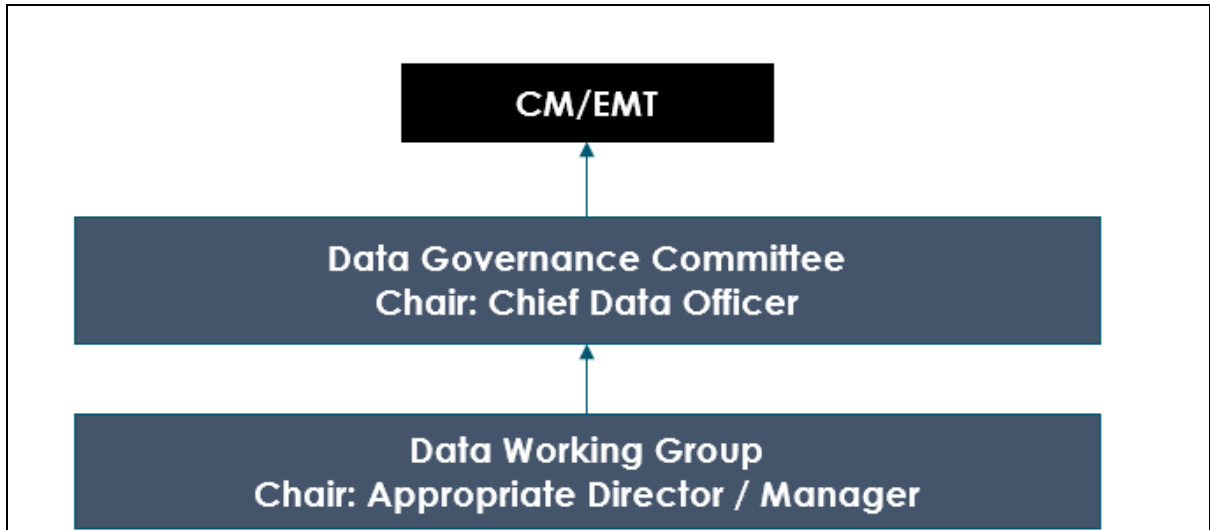 CM/EMT
Data Governance Committee
Chair: Chief Data Officer
Data Working Group
Chair: Appropriate Director / Manager